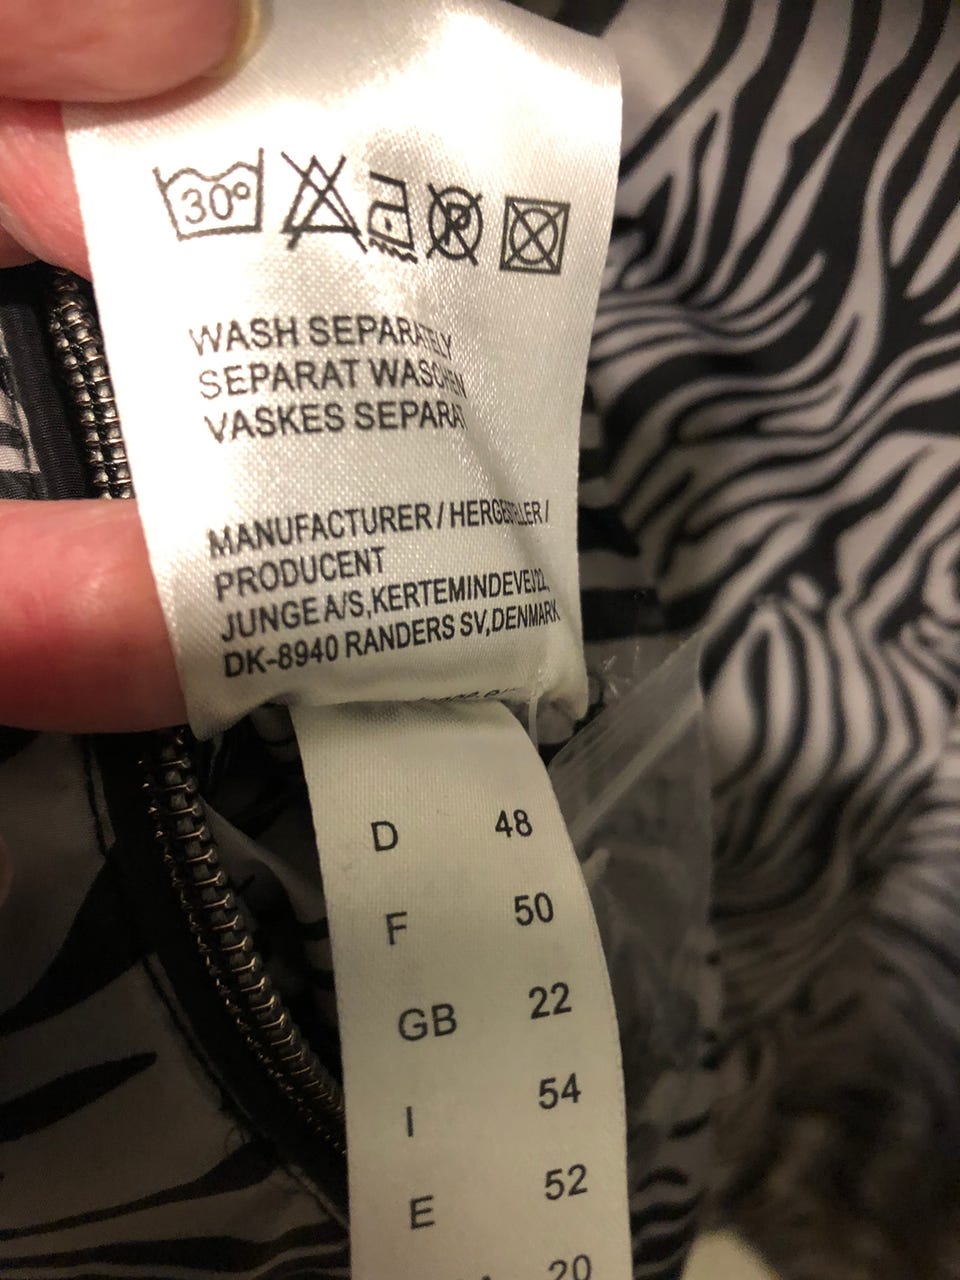 30°
P
WASH SEPARATELY
SEPARAT WASCHEN
VASKES SEPARAT
MANUFACTURER / HERGESTELLER /
PRODUCENT
JUNGE A/S, KERTEMINDEVEJ 22,
DK-8940 RANDERS SV, DENMARK
D 48
F 50
GB 22
I 54
E 52
20